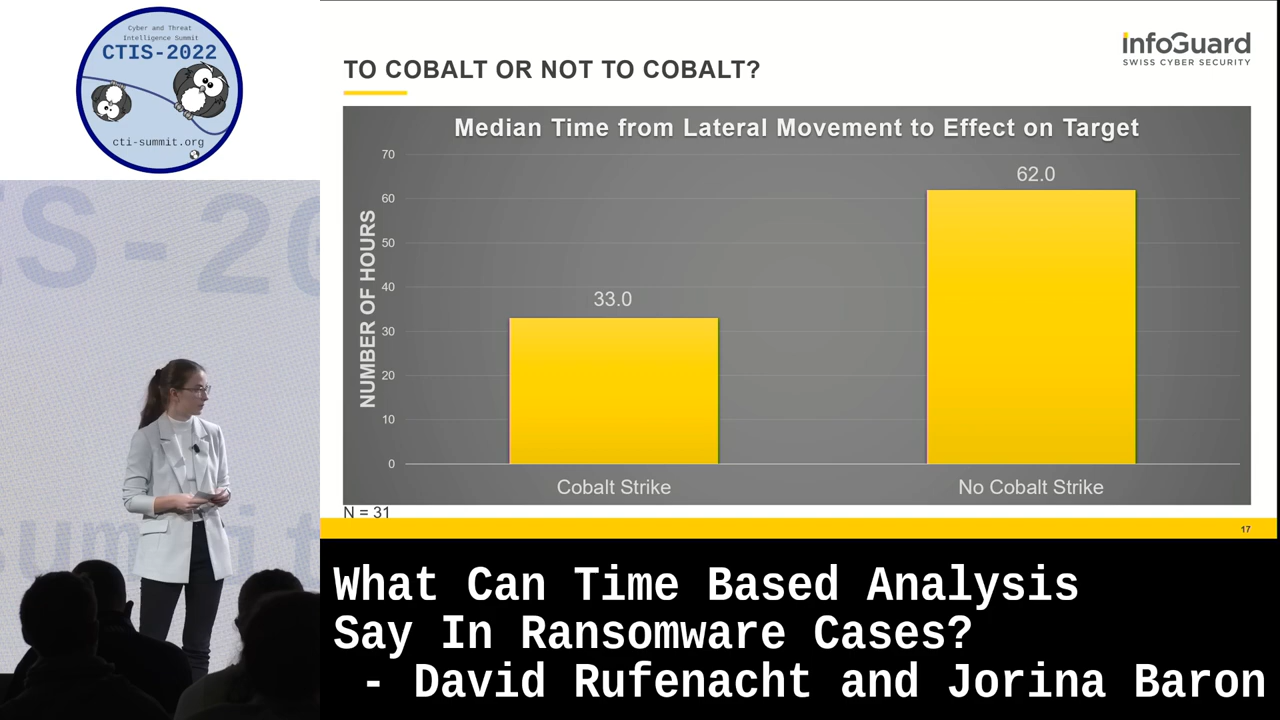 Cyber and Threat
Intelligence Summit
CTIS-2022
cti-summit.org
InfoGuard
SWISS CYBER SECURITY
TO COBALT OR NOT TO COBALT?
Median Time from Lateral Movement to Effect on Target
NUMBER OF HOURS
70
60
50
40
30
20
10
0
33.0
62.0
Cobalt Strike
No Cobalt Strike
N = 31
17
What Can Time Based Analysis
Say In Ransomware Cases?
- David Rufenacht and Jorina Baron